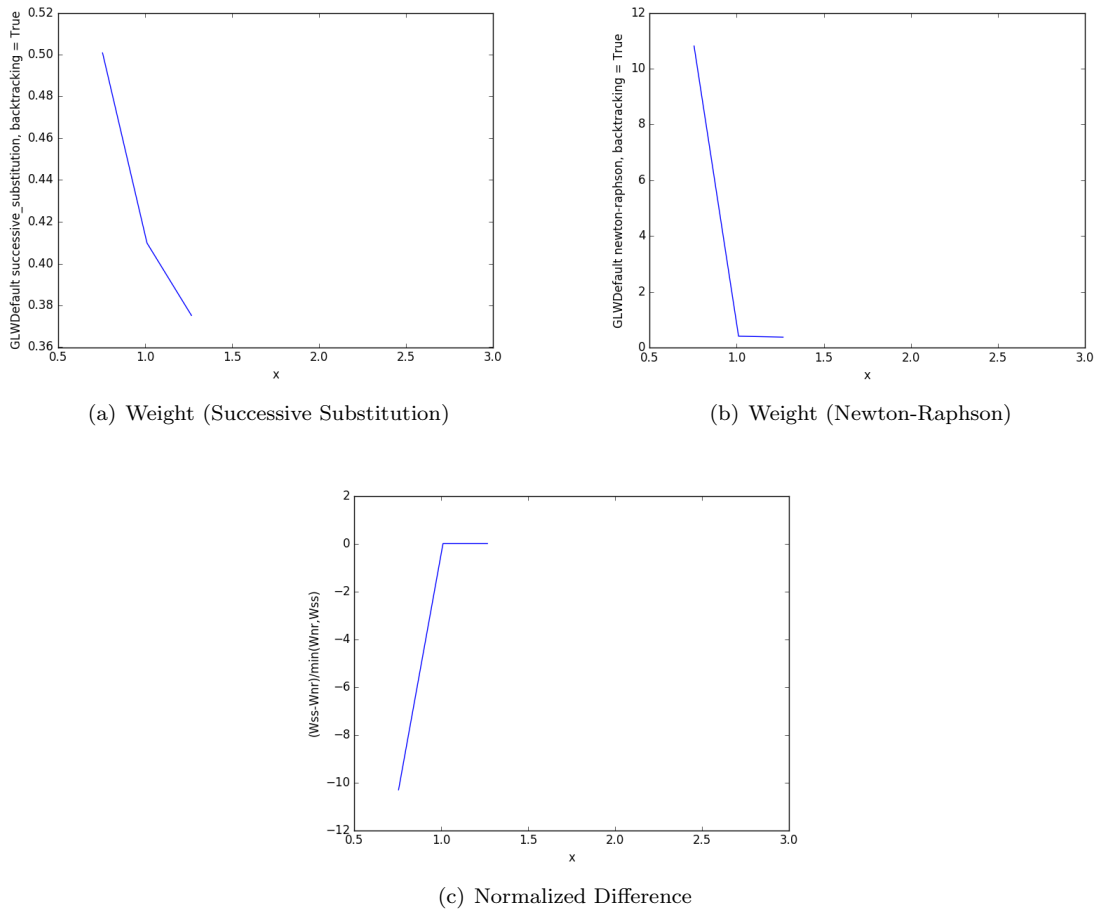 GLWDefault successive_substitution, backtracking = True
0.52
0.50
0.48
0.46
0.44
0.42
0.40
0.38
0.36
0.5 1.0 1.5 2.0 2.5 3.0
x
(a) Weight (Successive Substitution)
GLWDefault newton-raphson, backtracking = True
12
10
8
6
4
2
0
0.5 1.0 1.5 2.0 2.5 3.0
x
(b) Weight (Newton-Raphson)
(Wss-Wnr)/min(Wnr,Wss)
2
0
−2
−4
−6
−8
−10
−12
0.5 1.0 1.5 2.0 2.5 3.0
x
(c) Normalized Difference